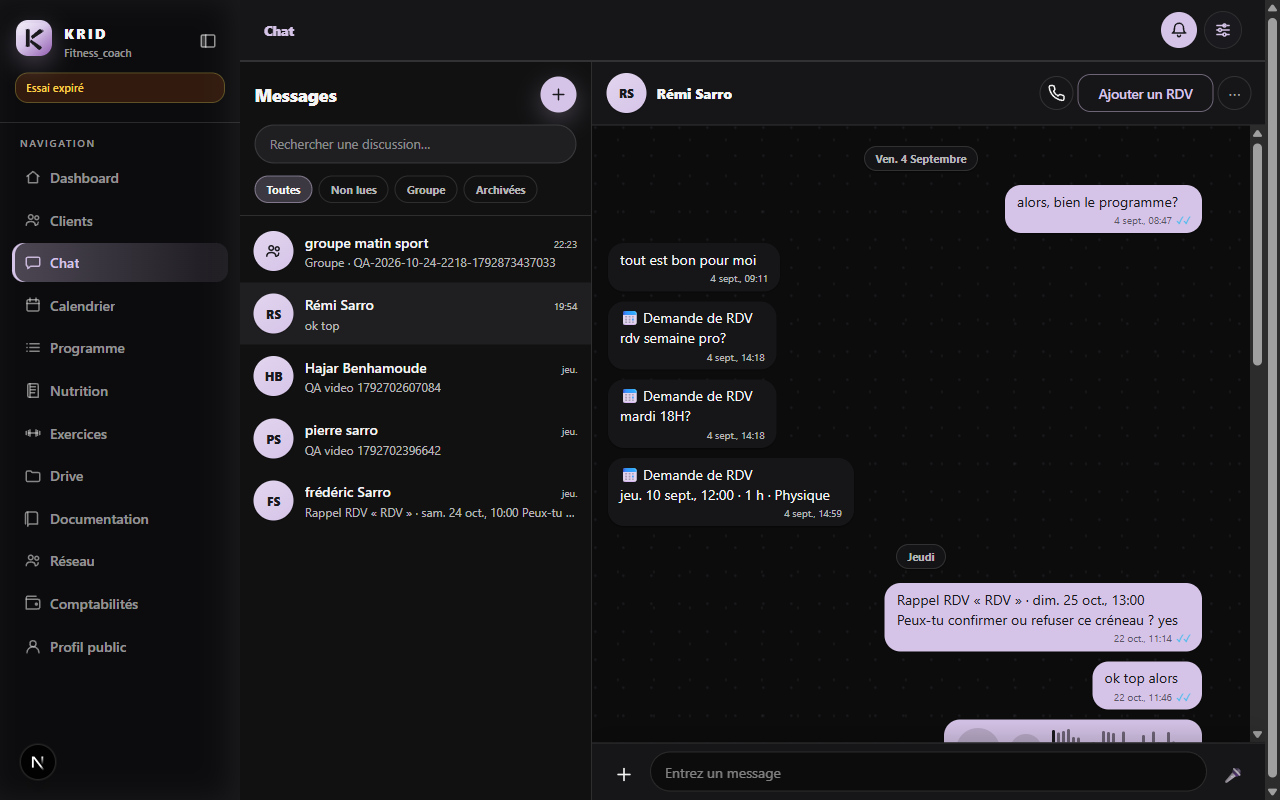 KRID
Fitness_coach
Essai expiré
NAVIGATION
Dashboard
Clients
Chat
Calendrier
Programme
Nutrition
Exercices
Drive
Documentation
Réseau
Comptabilités
Profil public
N
Chat
Messages
Rechercher une discussion...
Toutes
Non lues
Groupe
Archivées
groupe matin sport
22:23
Groupe · QA-2026-10-24-2218-1792873437033
RS
Rémi Sarro
19:54
ok top
HB
Hajar Benhamoude
jeu.
QA video 1792702607084
PS
pierre sarro
jeu.
QA video 1792702396642
FS
frédéric Sarro
jeu.
Rappel RDV « RDV » · sam. 24 oct., 10:00 Peux-tu ...
RS
Rémi Sarro
Ajouter un RDV
...
Ven. 4 Septembre
alors, bien le programme?
4 sept., 08:47
tout est bon pour moi
4 sept., 09:11
Demande de RDV
rdv semaine pro?
4 sept., 14:18
Demande de RDV
mardi 18H?
4 sept., 14:18
Demande de RDV
jeu. 10 sept., 12:00 · 1 h · Physique
4 sept., 14:59
Jeudi
Rappel RDV « RDV » · dim. 25 oct., 13:00
Peux-tu confirmer ou refuser ce créneau ? yes
22 oct., 11:14
ok top alors
22 oct., 11:46
Entrez un message